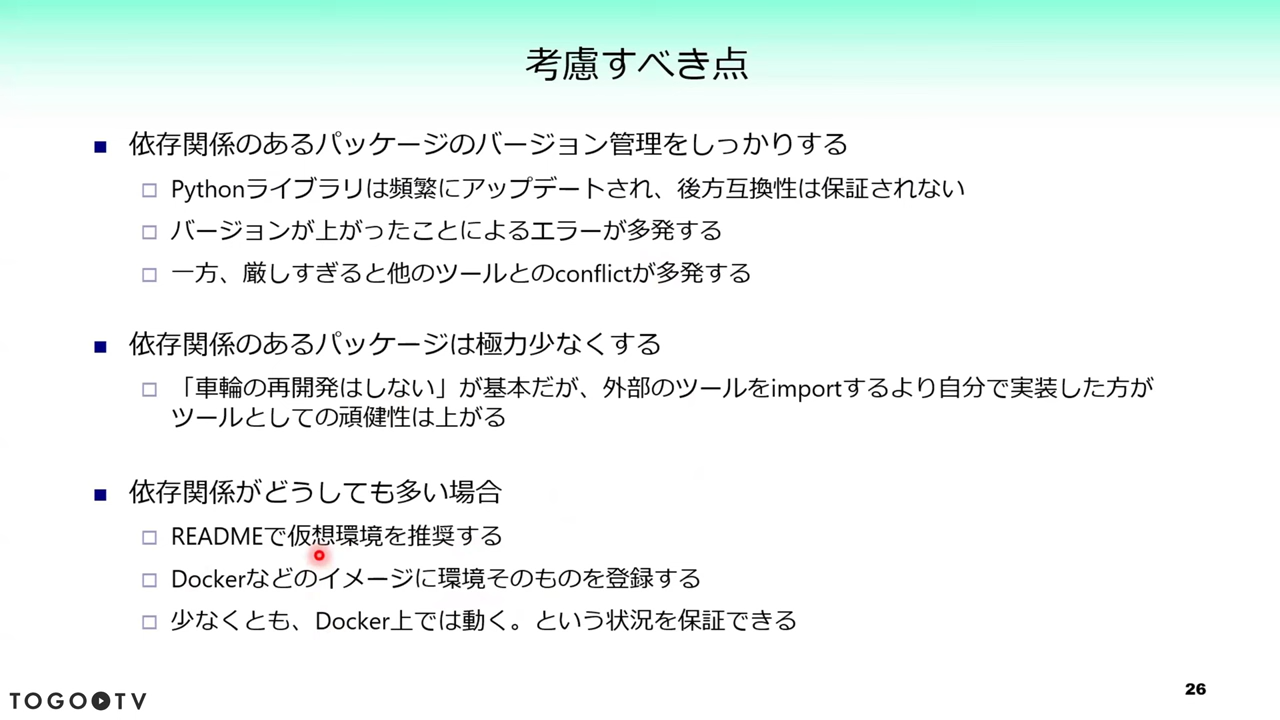 考慮すべき点
依存関係のあるパッケージのバージョン管理をしっかりする
Pythonライブラリは頻繁にアップデートされ、後方互換性は保証されない
バージョンが上がったことによるエラーが多発する
一方、厳しすぎると他のツールとのconflictが多発する
依存関係のあるパッケージは極力少なくする
「車輪の再開発はしない」が基本だが、外部のツールをimportするより自分で実装した方が
ツールとしての頑健性は上がる
依存関係がどうしても多い場合
READMEで仮想環境を推奨する
Dockerなどのイメージに環境そのものを登録する
少なくとも、Docker上では動く。という状況を保証できる
TOGOTV
26